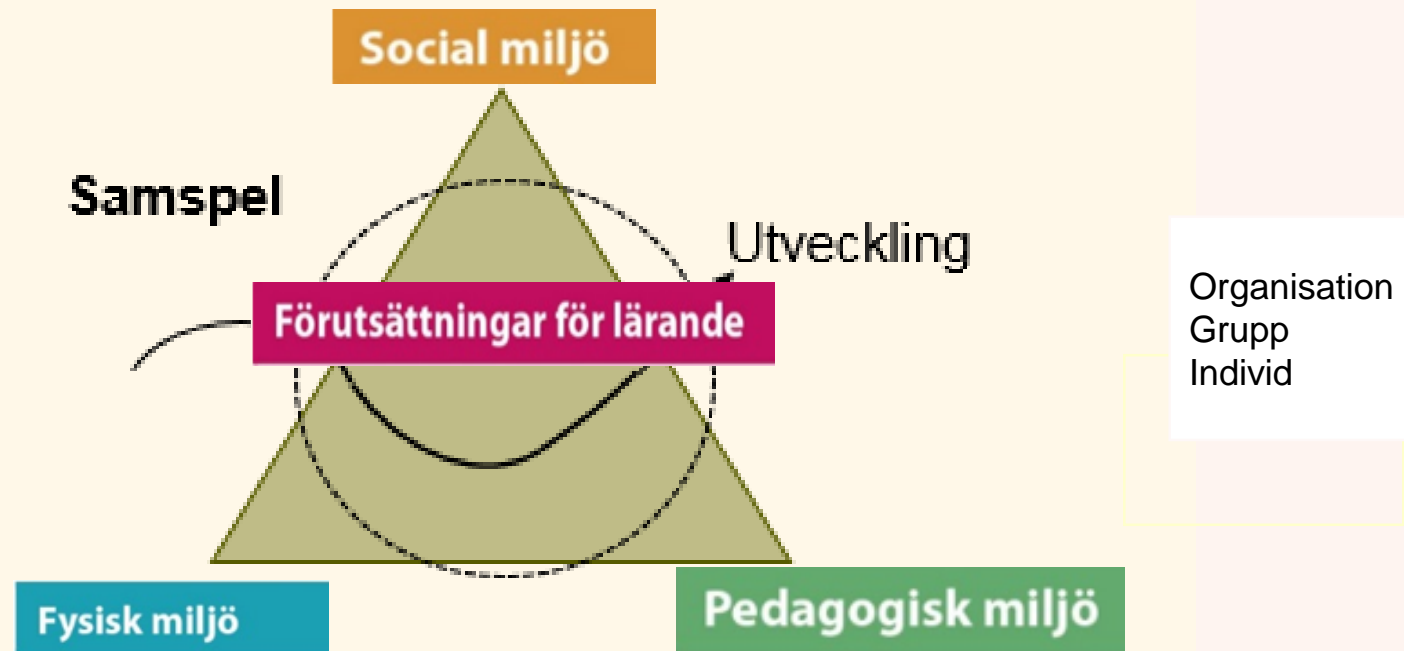 Social miljö
Samspel
Utveckling
Förutsättningar för lärande
Organisation
Grupp
Individ
Fysisk miljö
Pedagogisk miljö